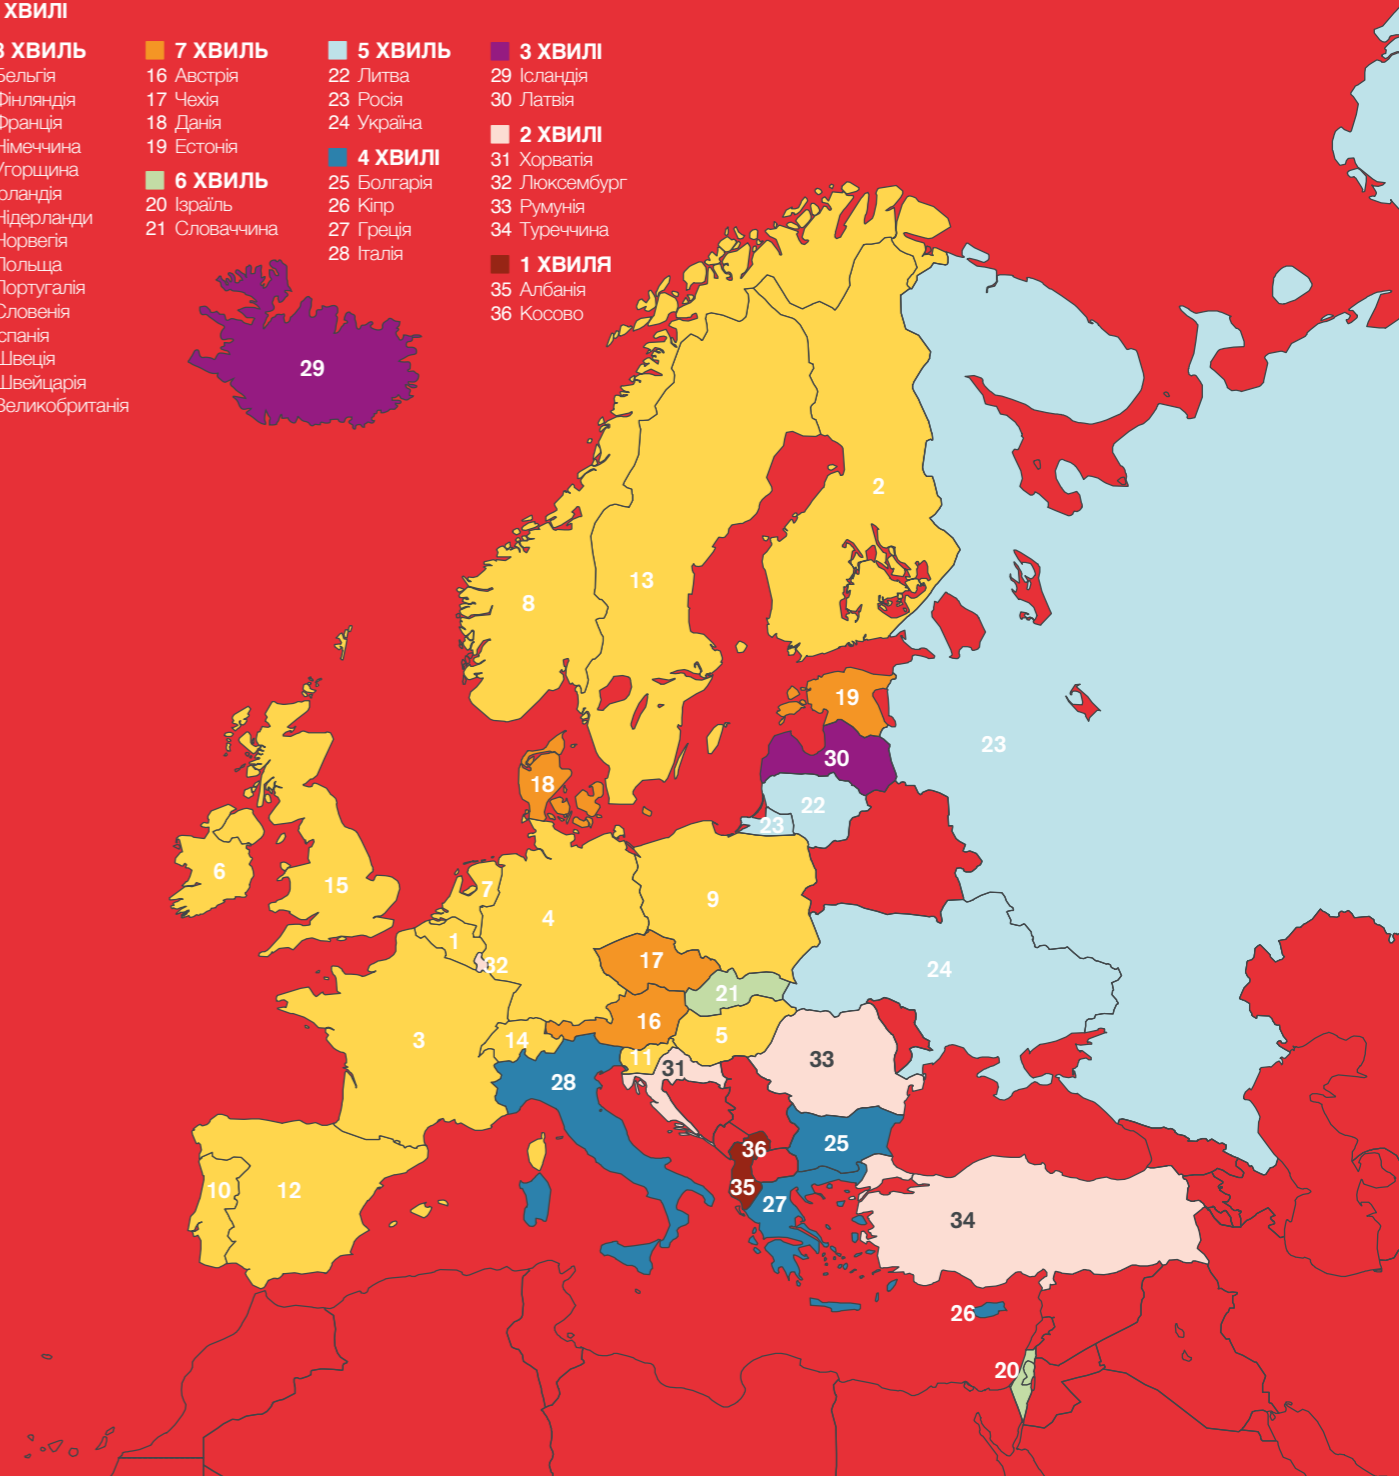 ХВИЛІ
8 ХВИЛЬ
Бельгія
Фінляндія
Франція
Німеччина
Угорщина
рландія
Нідерланди
Норвегія
Польща
Португалія
Словенія
спанія
Швеція
Швейцарія
Великобританія
7 ХВИЛЬ
16 Австрія
17 Чехія
18 Данія
19 Естонія
6 ХВИЛЬ
20 Ізраїль
21 Словаччина
5 ХВИЛЬ
22 Литва
23 Росія
24 Україна
4 ХВИЛІ
25 Болгарія
26 Кіпр
27 Греція
28 Італія
3 ХВИЛІ
29 Ісландія
30 Латвія
2 ХВИЛІ
31 Хорватія
32 Люксембург
33 Румунія
34 Туреччина
1 ХВИЛЯ
35 Албанія
36 Косово
29
2
13
8
19
23
30
18
22
23
6
15
7
9
4
1
32
17
24
21
16
3
14
5
11
31
33
28
25
36
10
12
35
27
34
26
20